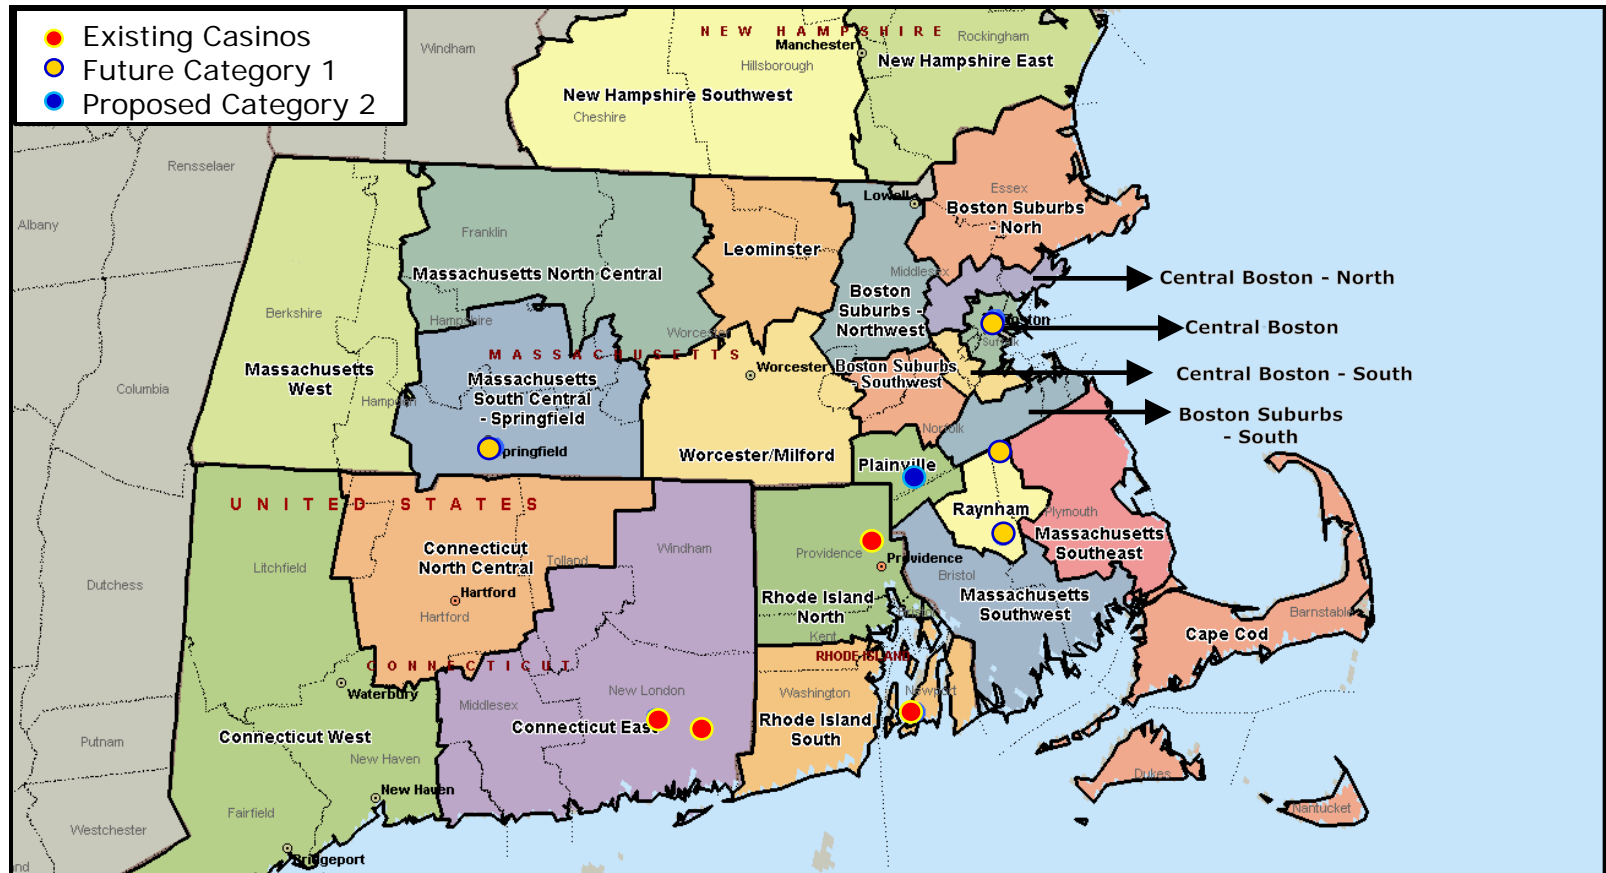 Existing Casinos
Future Category 1
Proposed Category 2
NEW HAMPSHIRE
Windham
Rockingham
Manchester
Hillsborough
New Hampshire East
New Hampshire Southwest
Cheshire
Rensselaer
Albany
Lowell
Essex
Boston Suburbs
- Norh
Franklin
Leominster
Massachusetts North Central
Middlesex
Central Boston - North
Boston
Suburbs -
Northwest
Berkshire
Hampshire
Worcester
Suffolk
Central Boston
MASSACHUSETTS
Massachusetts
West
Massachusetts
South Central
- Springfield
Worcester
Boston Suburbs
- Southwest
Central Boston - South
Columbia
Hampden
Boston Suburbs
- South
Norfolk
pringfield
Worcester/Milford
Plainville
UNITED STATES
Raynham
Plymouth
Massachusetts
Southeast
Connecticut
North Central
Windham
Providence
Providence
Tolland
Litchfield
Dutchess
Bristol
Hartford
Hartford
Rhode Island
North
Massachusetts
Southwest
Bristol
Barnstable
Cape Cod
Kent
CONNECTICUT
RHODE ISLAND
Waterbury
New London
Washington
Newport
Middlesex
Connecticut East
Rhode Island
South
Connecticut West
Putnam
New Haven
Dukes
New Haven
Fairfield
Nantucket
Westchester
Bridgeport
nd